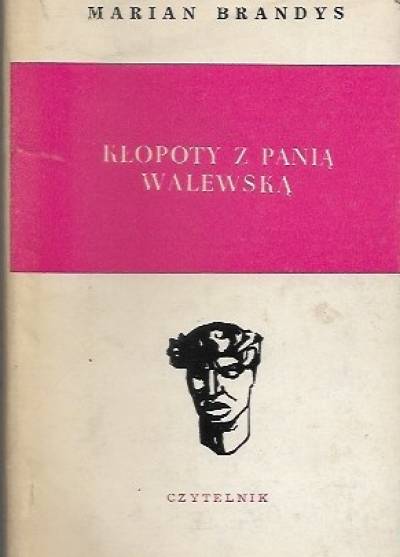 MARIAN BRANDYS
KŁOPOTY Z PANIĄ
WALEWSKĄ
CZYTELNIK